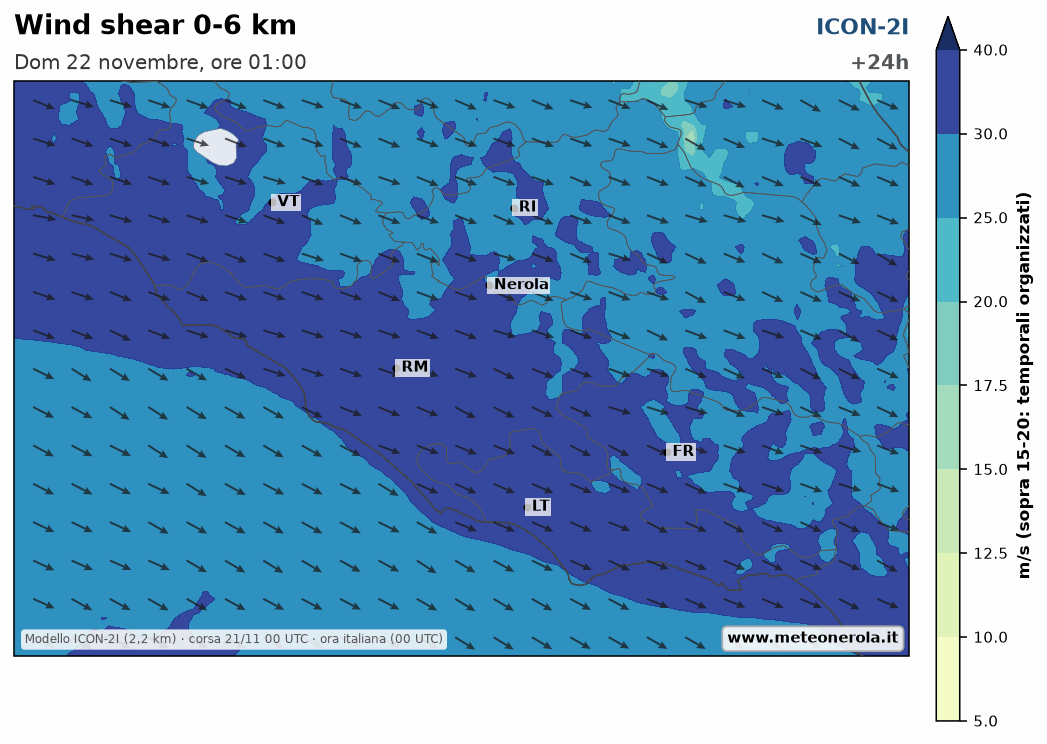 Wind shear 0-6 km
ICON-2I
Dom 22 novembre, ore 01:00
+24h
40.0
30.0
25.0
20.0
17.5
15.0
12.5
10.0
5.0
m/s (sopra 15-20: temporali organizzati)
VT
RI
Nerola
RM
FR
LT
Modello ICON-2I (2,2 km) · corsa 21/11 00 UTC · ora italiana (00 UTC)
www.meteonerola.it